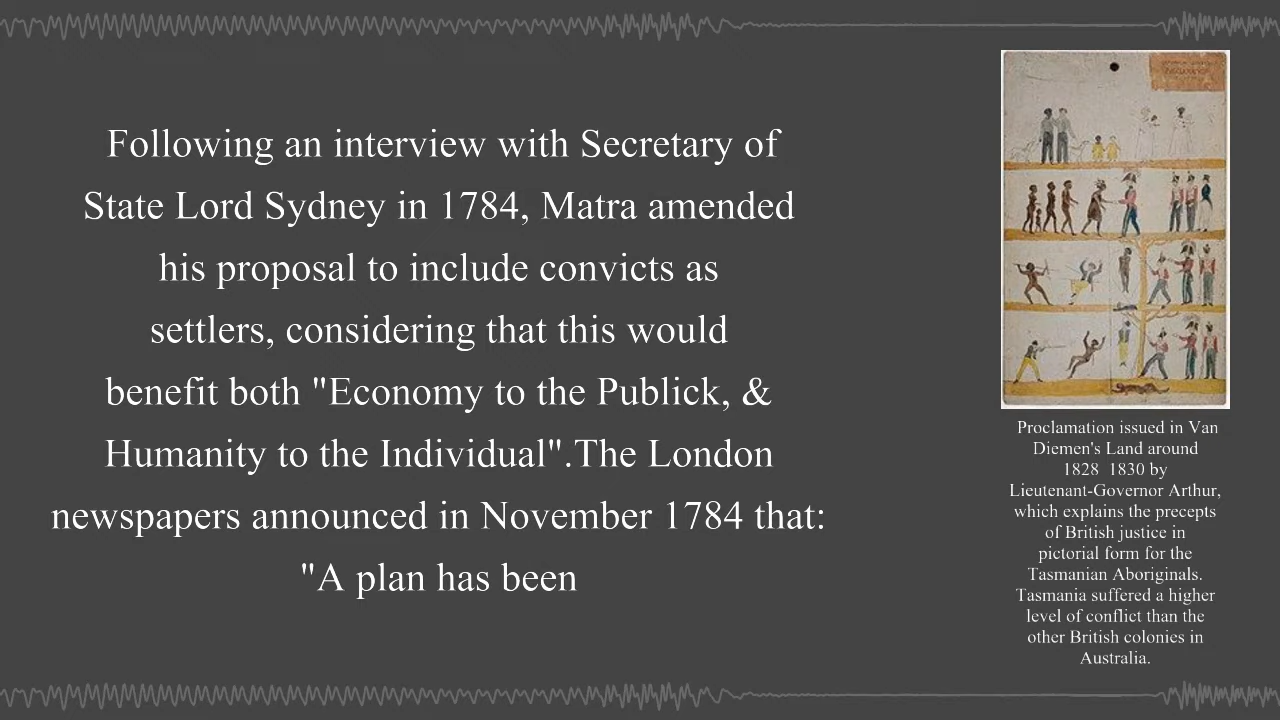 Following an interview with Secretary of
State Lord Sydney in 1784, Matra amended
his proposal to include convicts as
settlers, considering that this would
benefit both "Economy to the Publick, &
Humanity to the Individual".The London
newspapers announced in November 1784 that:
"A plan has been
Proclamation issued in Van
Diemen's Land around
1828 1830 by
Lieutenant-Governor Arthur,
which explains the precepts
of British justice in
pictorial form for the
Tasmanian Aboriginals.
Tasmania suffered a higher
level of conflict than the
other British colonies in
Australia.